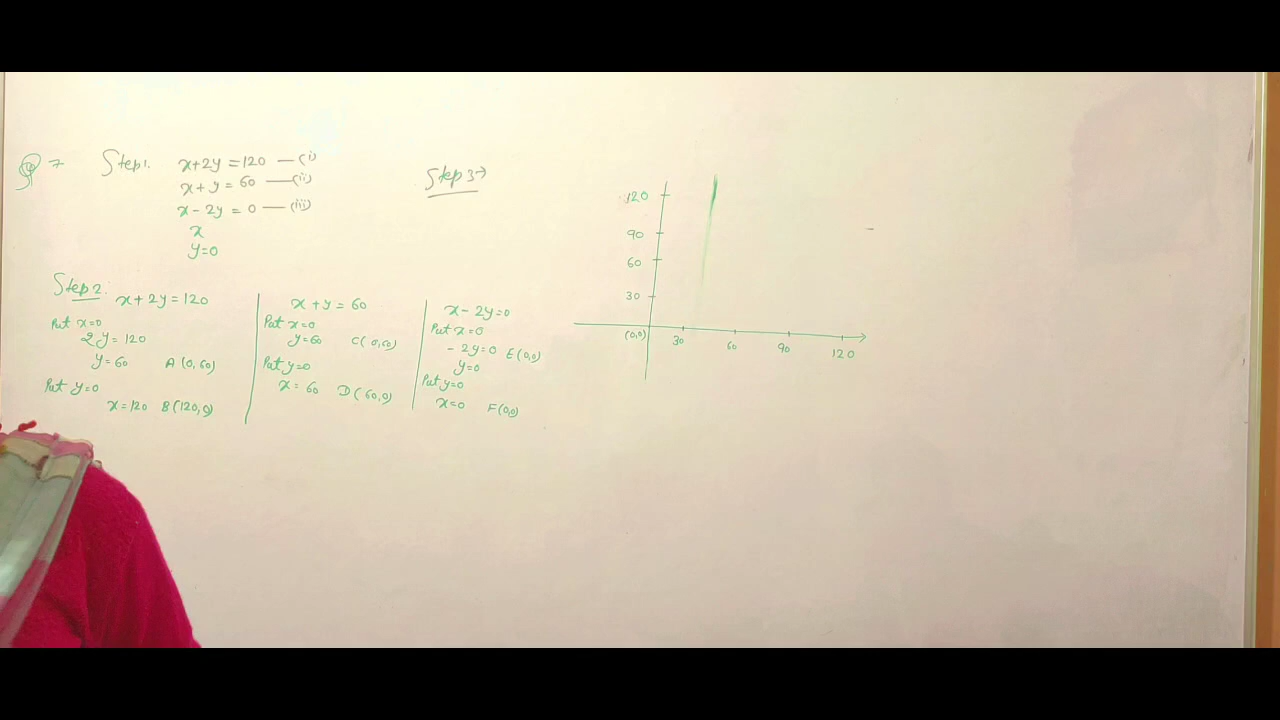 Q 7 Step1. x+2y = 120 — (i)
x+y = 60 — (ii)
x-2y = 0 — (iii)
x
y=0
Step 2:
x+2y = 120
Put x=0
2y = 120
y=60 A (0,60)
Put y=0
x=120 B(120,0)
x+y = 60
Put x=0
y=60 C(0,60)
Put y=0
x = 60 D(60,0)
x-2y=0
Put x=0
-2y=0 E(0,0)
y=0
Put y=0
x=0 F(0,0)
Step 3→
120
90
60
30
(0,0) 30 60 90 120